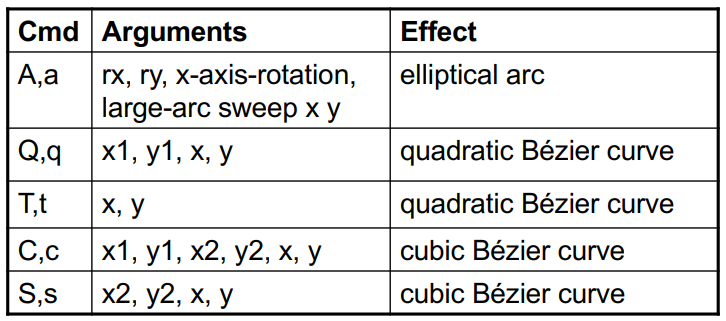 Cmd Arguments Effect
A,a rx, ry, x-axis-rotation, elliptical arc
large-arc sweep x y
Q,q x1, y1, x, y quadratic Bézier curve
T,t x, y quadratic Bézier curve
C,c x1, y1, x2, y2, x, y cubic Bézier curve
S,s x2, y2, x, y cubic Bézier curve